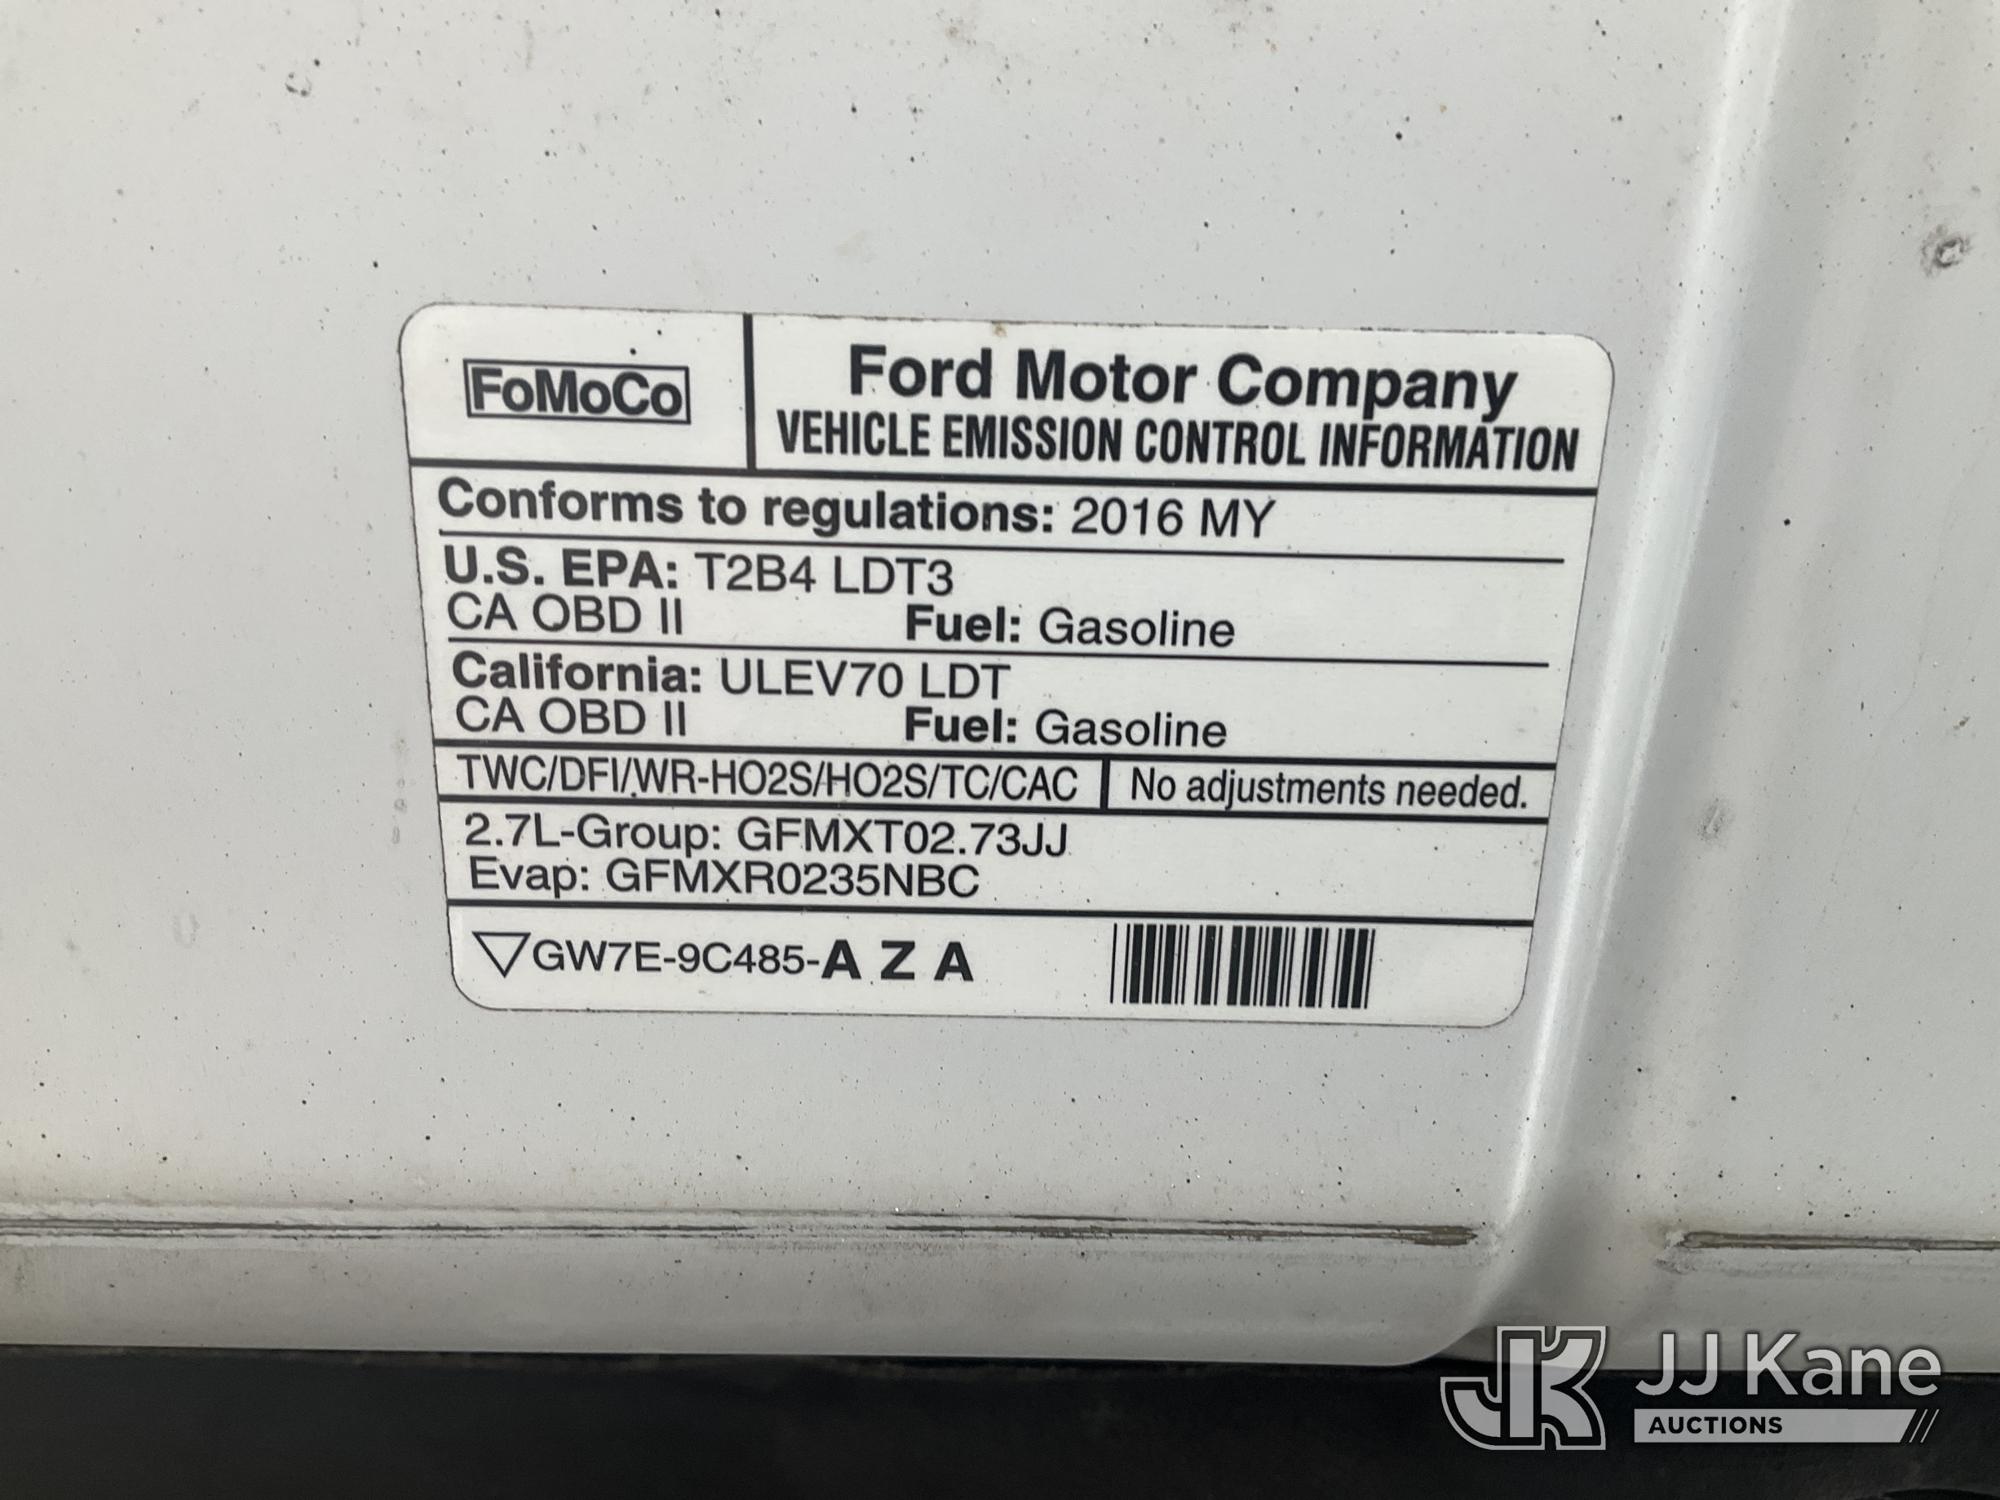 FoMoCo
Ford Motor Company
VEHICLE EMISSION CONTROL INFORMATION
Conforms to regulations: 2016 MY
U.S. EPA: T2B4 LDT3
CA OBD II Fuel: Gasoline
California: ULEV70 LDT
CA OBD II Fuel: Gasoline
TWC/DFI/WR-HO2S/HO2S/TC/CAC No adjustments needed.
2.7L-Group: GFMXT02.73JJ
Evap: GFMXR0235NBC
GW7E-9C485-A Z A
JK JJ Kane
AUCTIONS